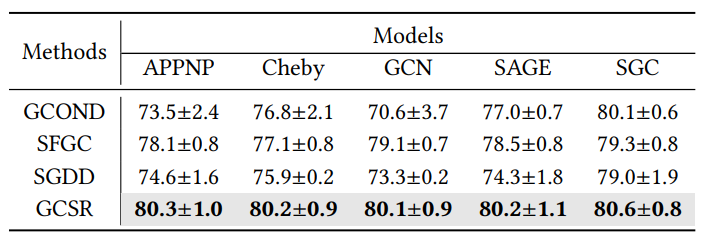 Methods Models
APPNP Cheby GCN SAGE SGC
GCOND 73.5±2.4 76.8±2.1 70.6±3.7 77.0±0.7 80.1±0.6
SFGC 78.1±0.8 77.1±0.8 79.1±0.7 78.5±0.8 79.3±0.8
SGDD 74.6±1.6 75.9±0.2 73.3±0.2 74.3±1.8 79.0±1.9
GCSR 80.3±1.0 80.2±0.9 80.1±0.9 80.2±1.1 80.6±0.8